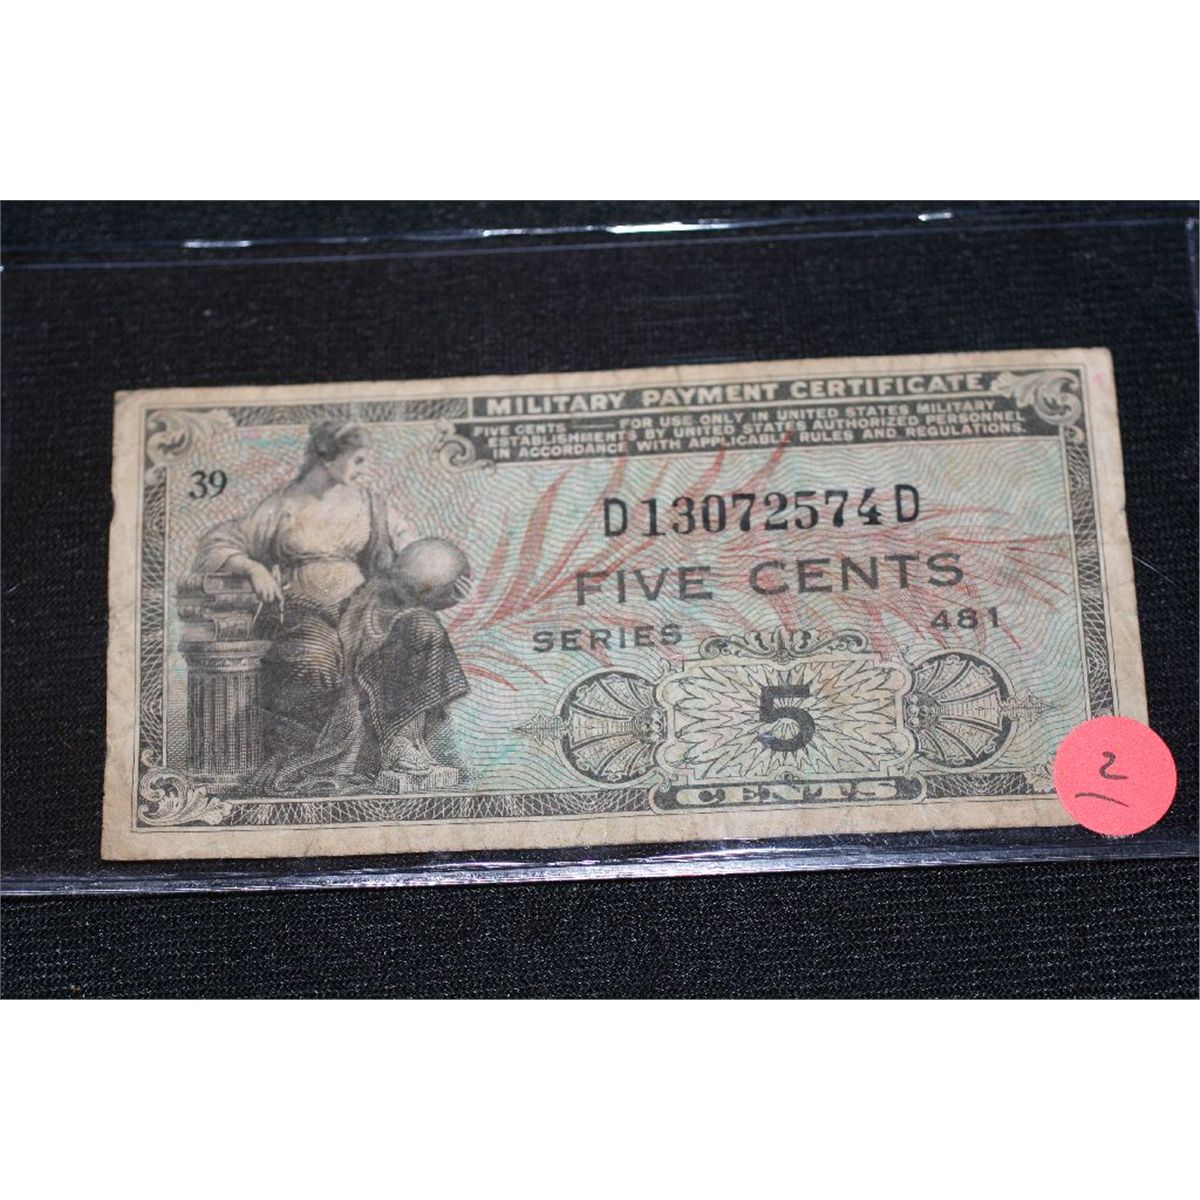 MILITARY PAYMENT CERTIFICATE
FIVE CENTS — FOR USE ONLY IN UNITED STATES MILITARY
ESTABLISHMENTS BY UNITED STATES AUTHORIZED PERSONNEL
IN ACCORDANCE WITH APPLICABLE RULES AND REGULATIONS.
39
D13072574D
FIVE CENTS
SERIES 481
5
CENTS
2